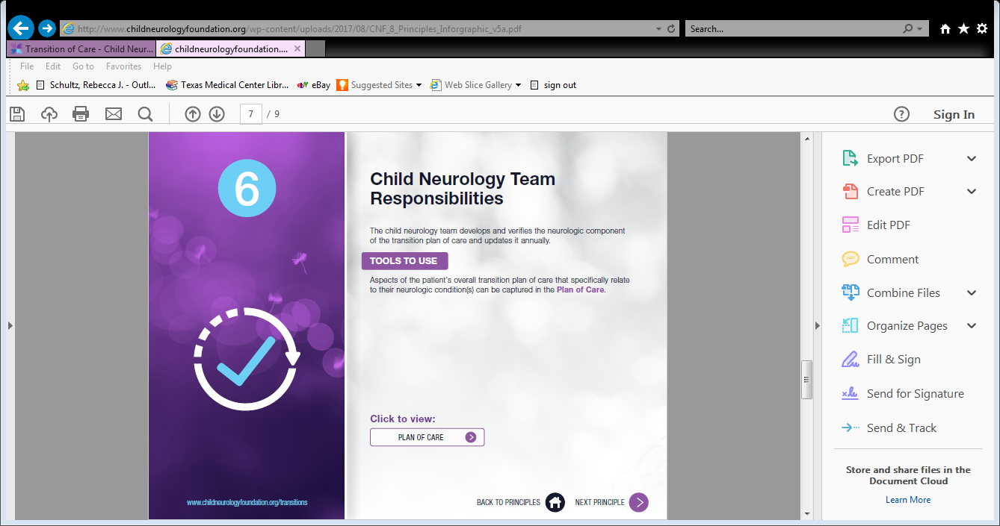 http://www.childneurologyfoundation.org/wp-content/uploads/2017/08/CNF_8_Principles_Inforgraphic_v5a.pdf
Search...
Transition of Care - Child Neur...
childneurologyfoundation....
File Edit Go to Favorites Help
Schultz, Rebecca J. - Outl...
Texas Medical Center Libr...
ebY eBay
Suggested Sites
Web Slice Gallery
sign out
7 / 9
Sign In
6
Child Neurology Team
Responsibilities
The child neurology team develops and verifies the neurologic component
of the transition plan of care and updates it annually.
TOOLS TO USE
Aspects of the patient's overall transition plan of care that specifically relate
to their neurologic condition(s) can be captured in the Plan of Care.
Click to view:
PLAN OF CARE
www.childneurologyfoundation.org/transitions
BACK TO PRINCIPLES
NEXT PRINCIPLE
Export PDF
Create PDF
Edit PDF
Comment
Combine Files
Organize Pages
Fill & Sign
Send for Signature
Send & Track
Store and share files in the
Document Cloud
Learn More